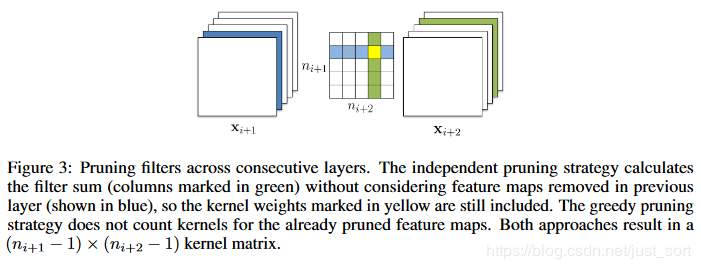 n_{i+1}
n_{i+2}
x_{i+1}
x_{i+2}
Figure 3: Pruning filters across consecutive layers. The independent pruning strategy calculates
the filter sum (columns marked in green) without considering feature maps removed in previous
layer (shown in blue), so the kernel weights marked in yellow are still included. The greedy pruning
strategy does not count kernels for the already pruned feature maps. Both approaches result in a
(n_{i+1} − 1) × (n_{i+2} − 1) kernel matrix.
https://blog.csdn.net/just_sort